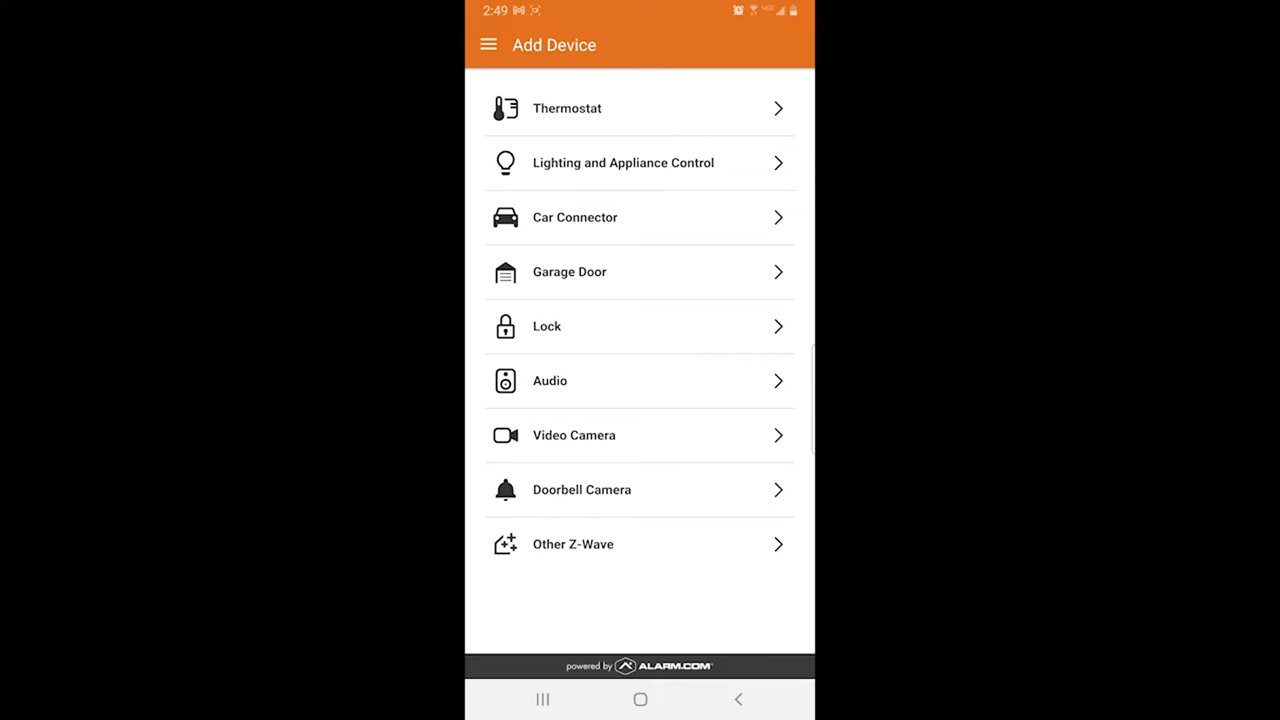 2:49
Add Device
Thermostat
Lighting and Appliance Control
Car Connector
Garage Door
Lock
Audio
Video Camera
Doorbell Camera
Other Z-Wave
powered by ALARM.COM